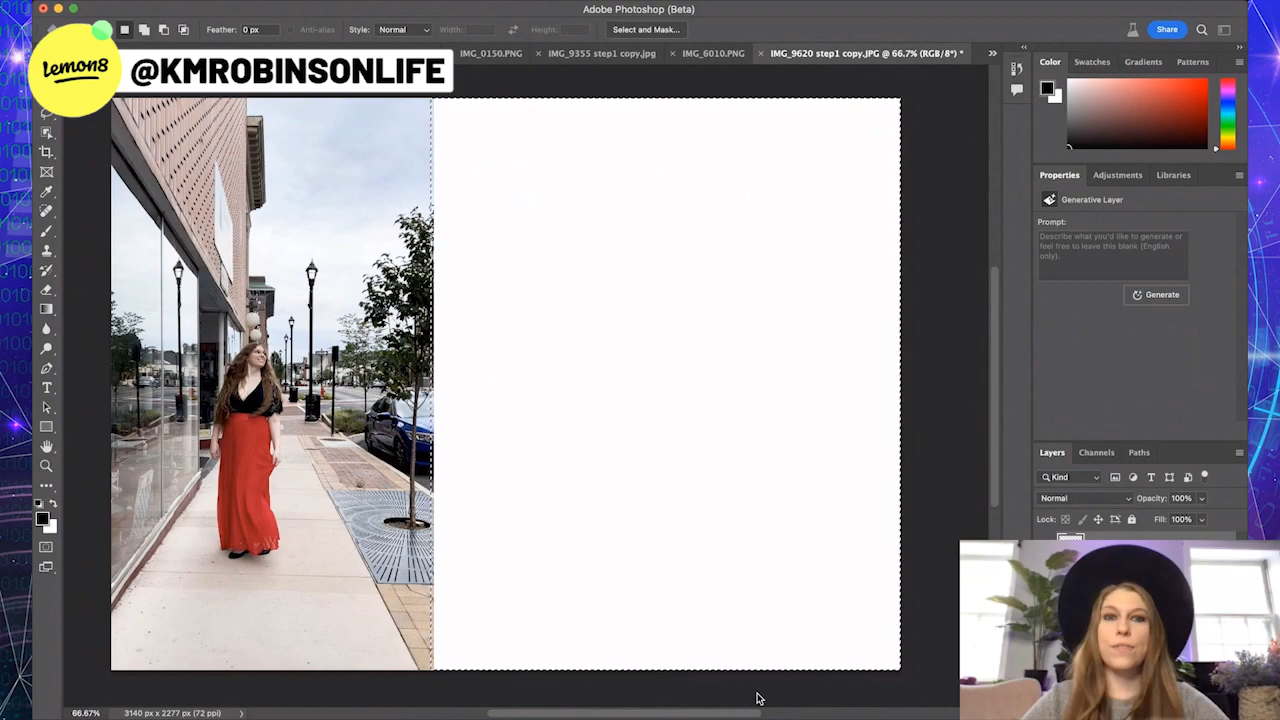 Adobe Photoshop (Beta)
Feather: 0 px Anti-alias Style: Normal Width: Height: Select and Mask... Share
lemon8 @KMROBINSONLIFE
IMG_0150.PNG × IMG_9355 step1 copy.jpg × IMG_6010.PNG × IMG_9620 step1 copy.JPG @ 66.7% (RGB/8*) *
Color Swatches Gradients Patterns
Properties Adjustments Libraries
Generative Layer
Prompt:
Describe what you'd like to generate or
feel free to leave this blank (English
only).
Generate
Layers Channels Paths
Kind
Normal Opacity: 100%
Lock: Fill: 100%
66.67% 3140 px x 2277 px (72 ppi)